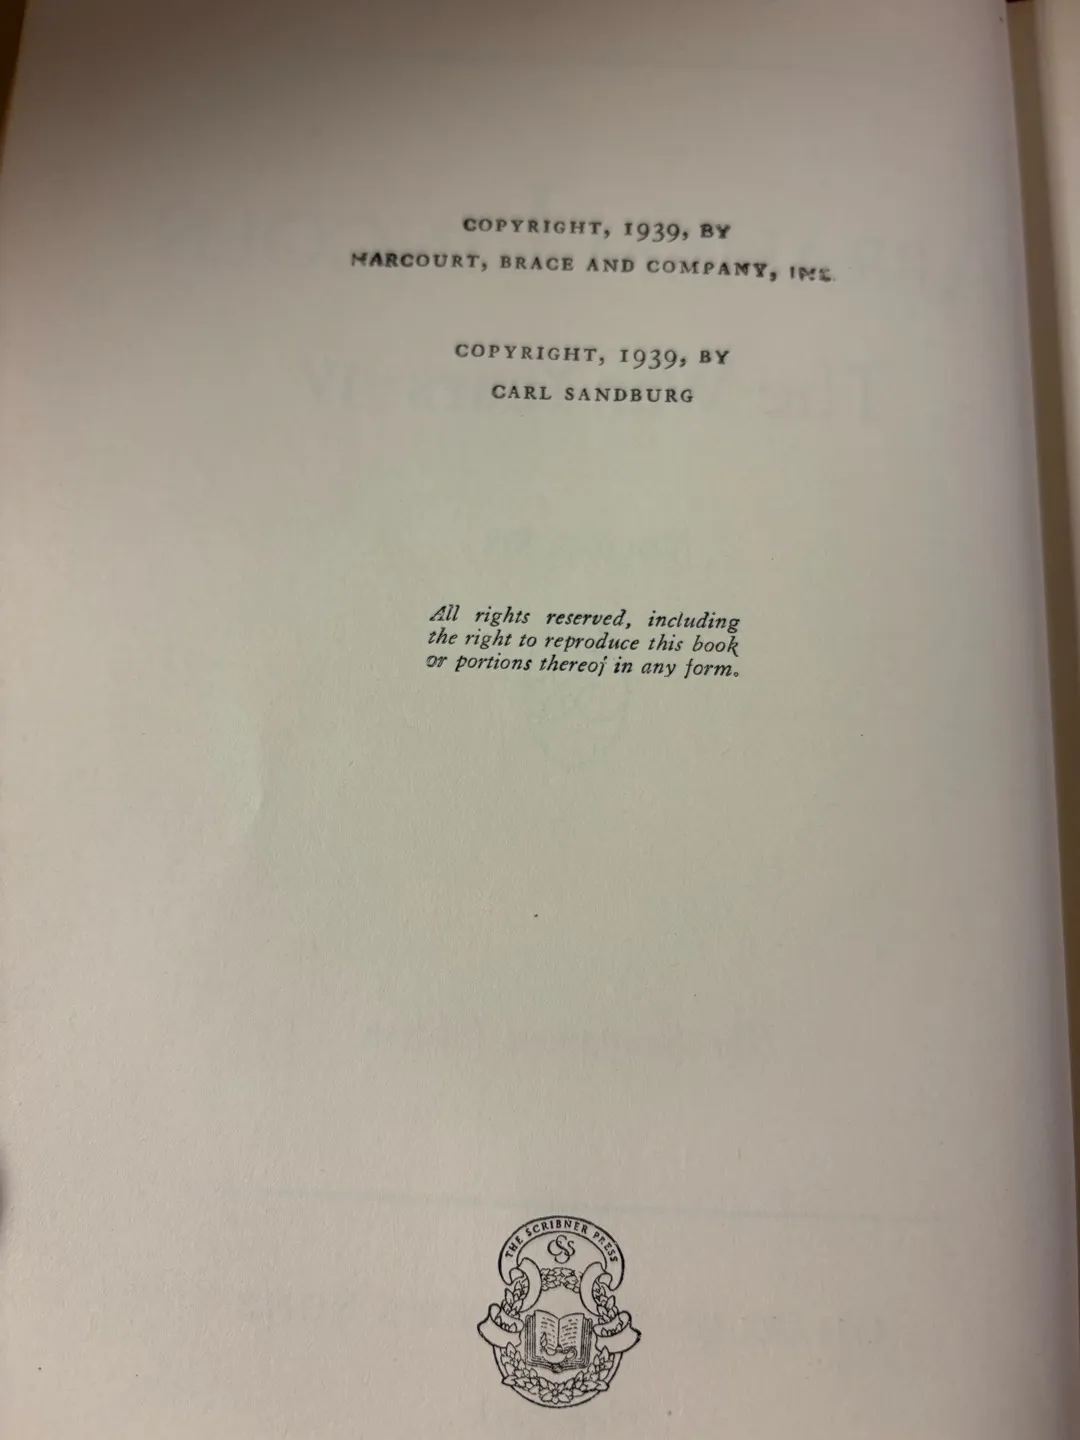 COPYRIGHT, 1939, BY
HARCOURT, BRACE AND COMPANY, INC.
COPYRIGHT, 1939, BY
CARL SANDBURG
All rights reserved, including
the right to reproduce this book
or portions thereof in any form.
THE SCRIBNER PRESS
CSS